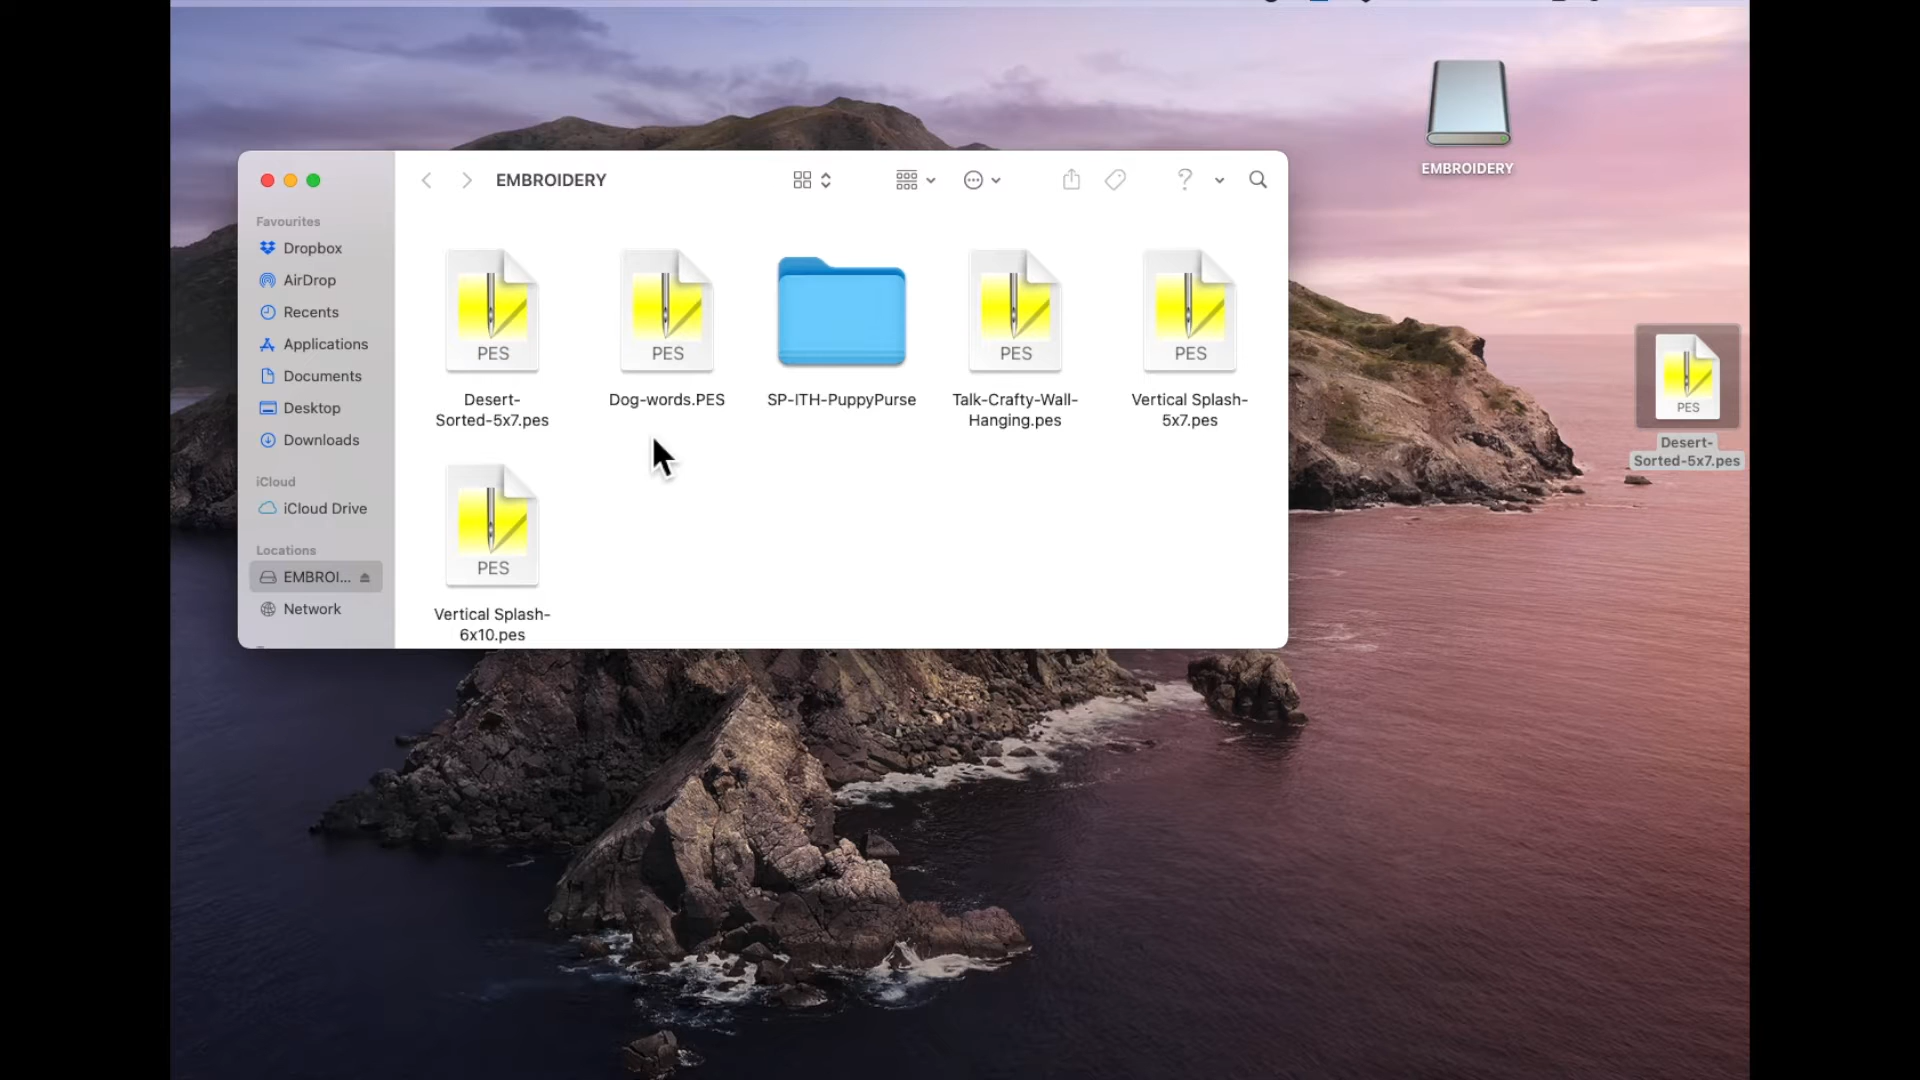 EMBROIDERY
EMBROIDERY
Favourites
Dropbox
AirDrop
Recents
Applications
Documents
Desktop
Downloads
iCloud
iCloud Drive
Locations
EMBROI...
Network
PES
Desert-
Sorted-5x7.pes
PES
Dog-words.PES
SP-ITH-PuppyPurse
PES
Talk-Crafty-Wall-
Hanging.pes
PES
Vertical Splash-
5x7.pes
PES
Vertical Splash-
6x10.pes
PES
Desert-
Sorted-5x7.pes